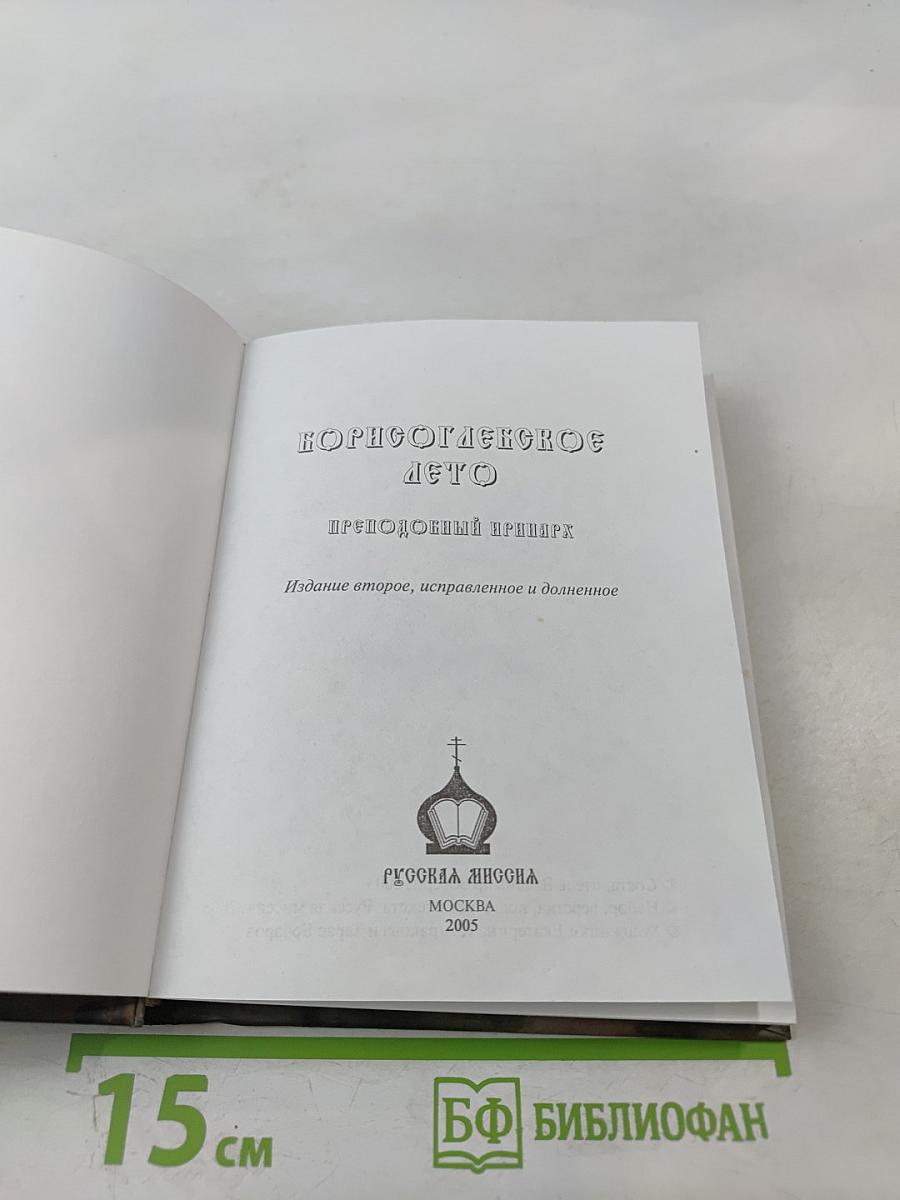 БОРИСОГЛЕБСКОЕ
ЛЕТО
ПРЕПОДОБНЫЙ ИРИНАРХ
Издание второе, исправленное и долненное
РУССКАЯ МИССИЯ
МОСКВА
2005
15 см
БФ БИБЛИОФАН